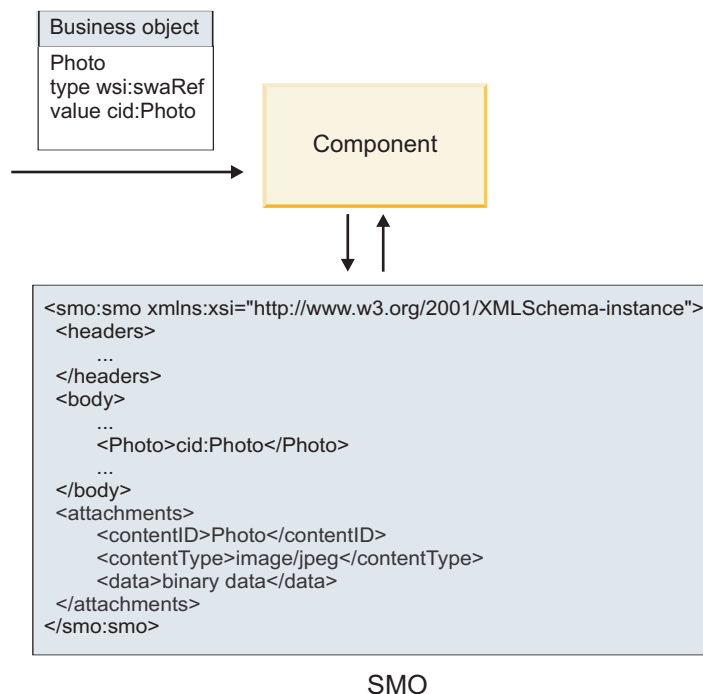 Business object
Photo
type wsi:swaRef
value cid:Photo
Component
<smo:smo xmlns:xsi="http://www.w3.org/2001/XMLSchema-instance">
<headers>
...
</headers>
<body>
...
<Photo>cid:Photo</Photo>
...
</body>
<attachments>
<contentID>Photo</contentID>
<contentType>image/jpeg</contentType>
<data>binary data</data>
</attachments>
</smo:smo>
SMO